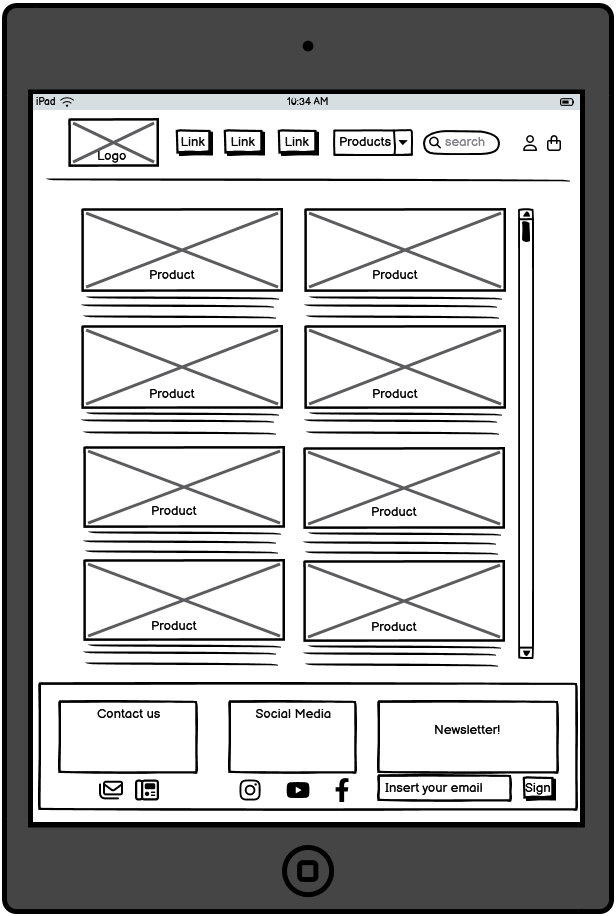 iPad 10:34 AM
Logo Link Link Link Products search
Product Product
Product Product
Product Product
Product Product
Contact us Social Media Newsletter!
Insert your email Sign